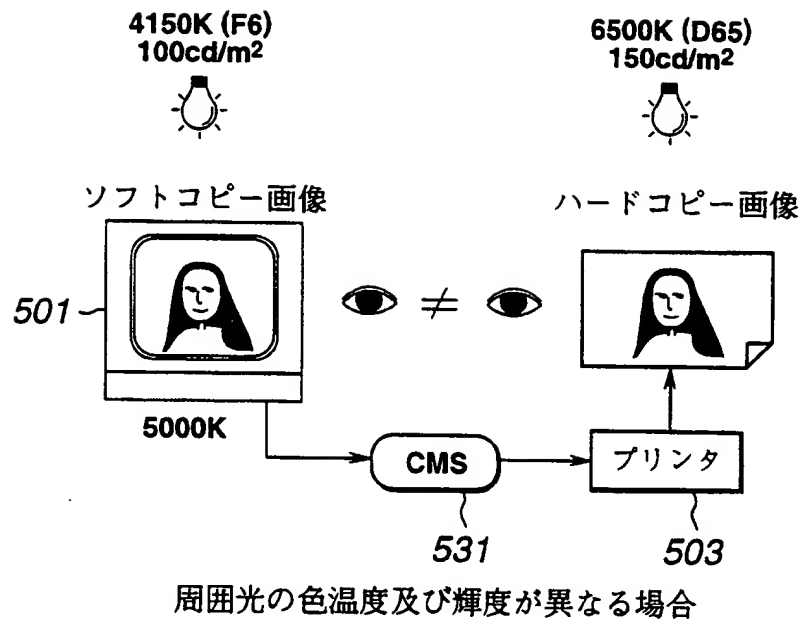 4150K (F6)
100cd/m²
6500K (D65)
150cd/m²
ソフトコピー画像
ハードコピー画像
501
≠
5000K
CMS
プリンタ
531
503
周囲光の色温度及び輝度が異なる場合